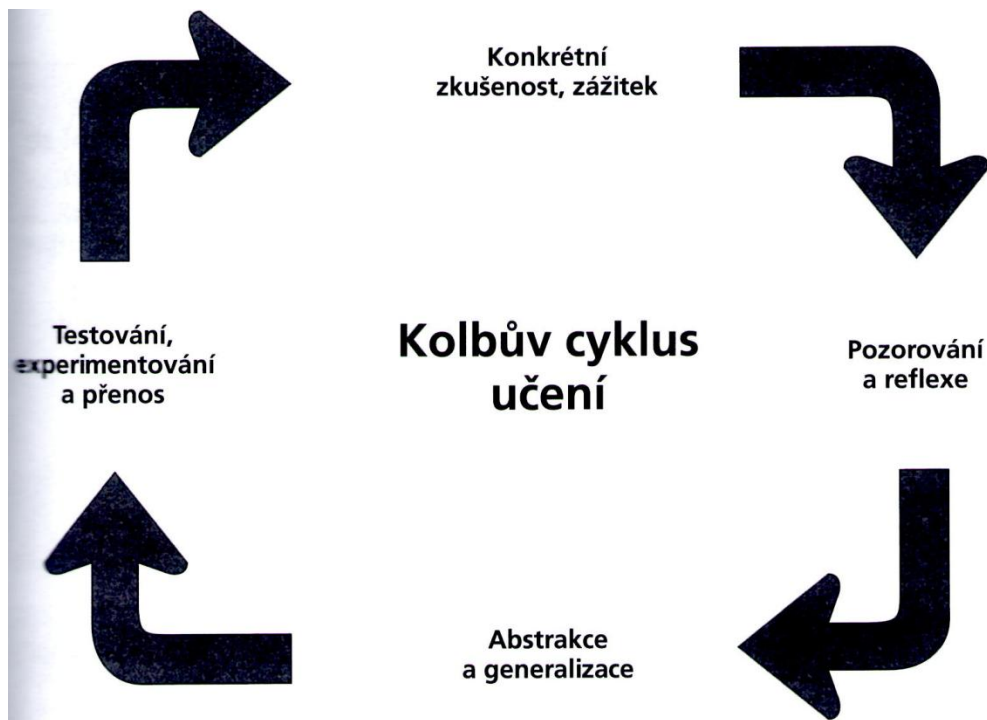 Konkrétní
zkušenost, zážitek
Testování,
experimentování
a přenos
Kolbův cyklus
učení
Pozorování
a reflexe
Abstrakce
a generalizace